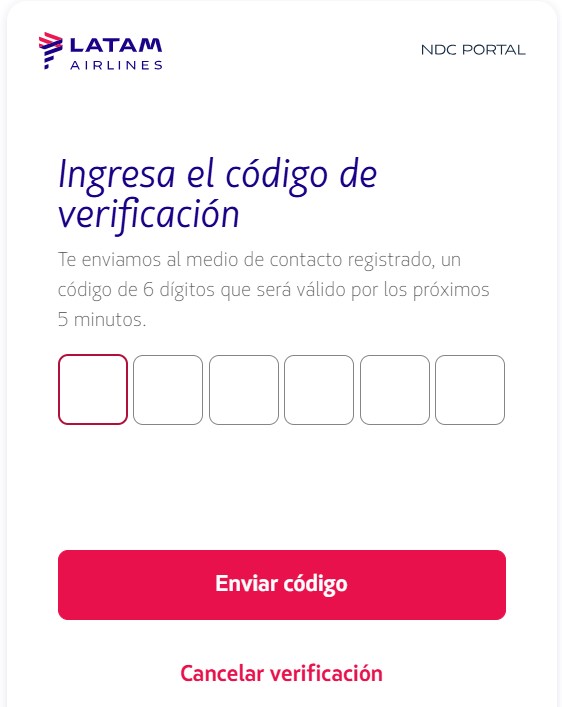 LATAM
AIRLINES
NDC PORTAL
Ingresa el código de
verificación
Te enviamos al medio de contacto registrado, un
código de 6 dígitos que será válido por los próximos
5 minutos.
Enviar código
Cancelar verificación